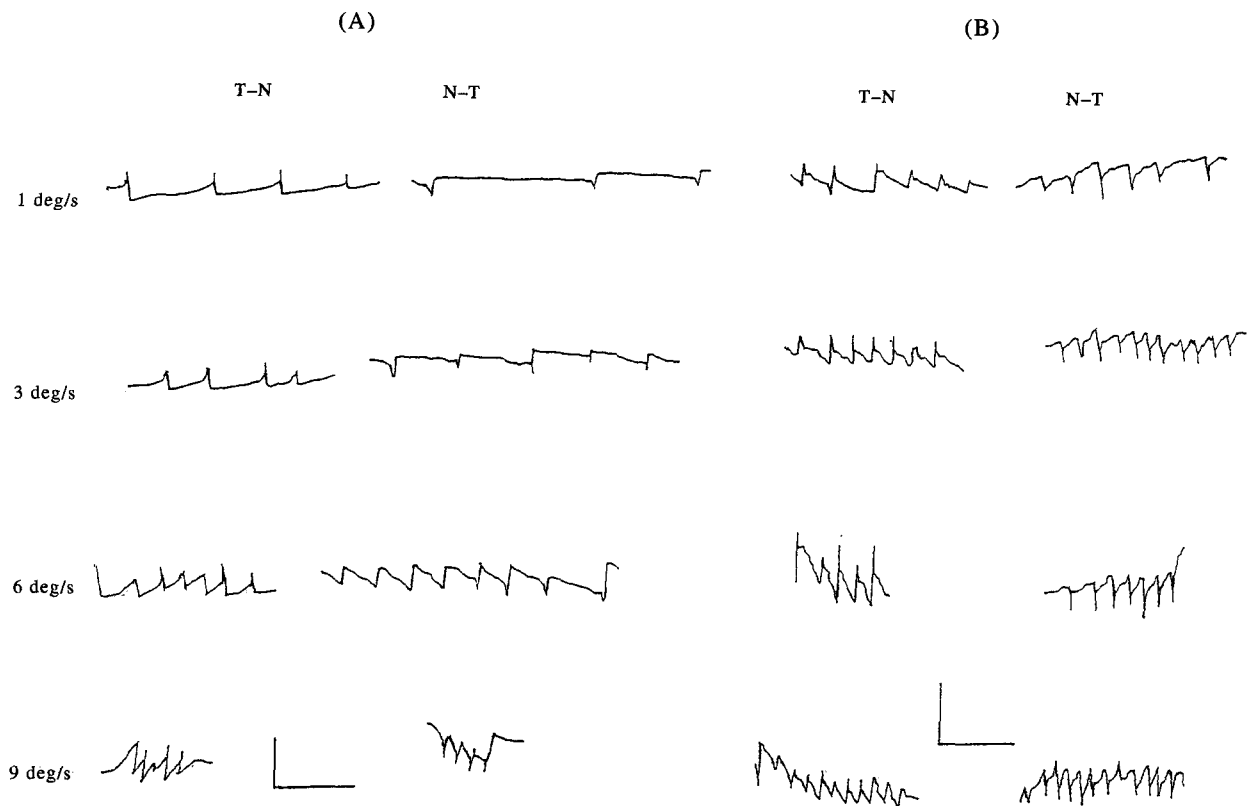 (A) (B)
T–N N–T T–N N–T
1 deg/s
3 deg/s
6 deg/s
9 deg/s